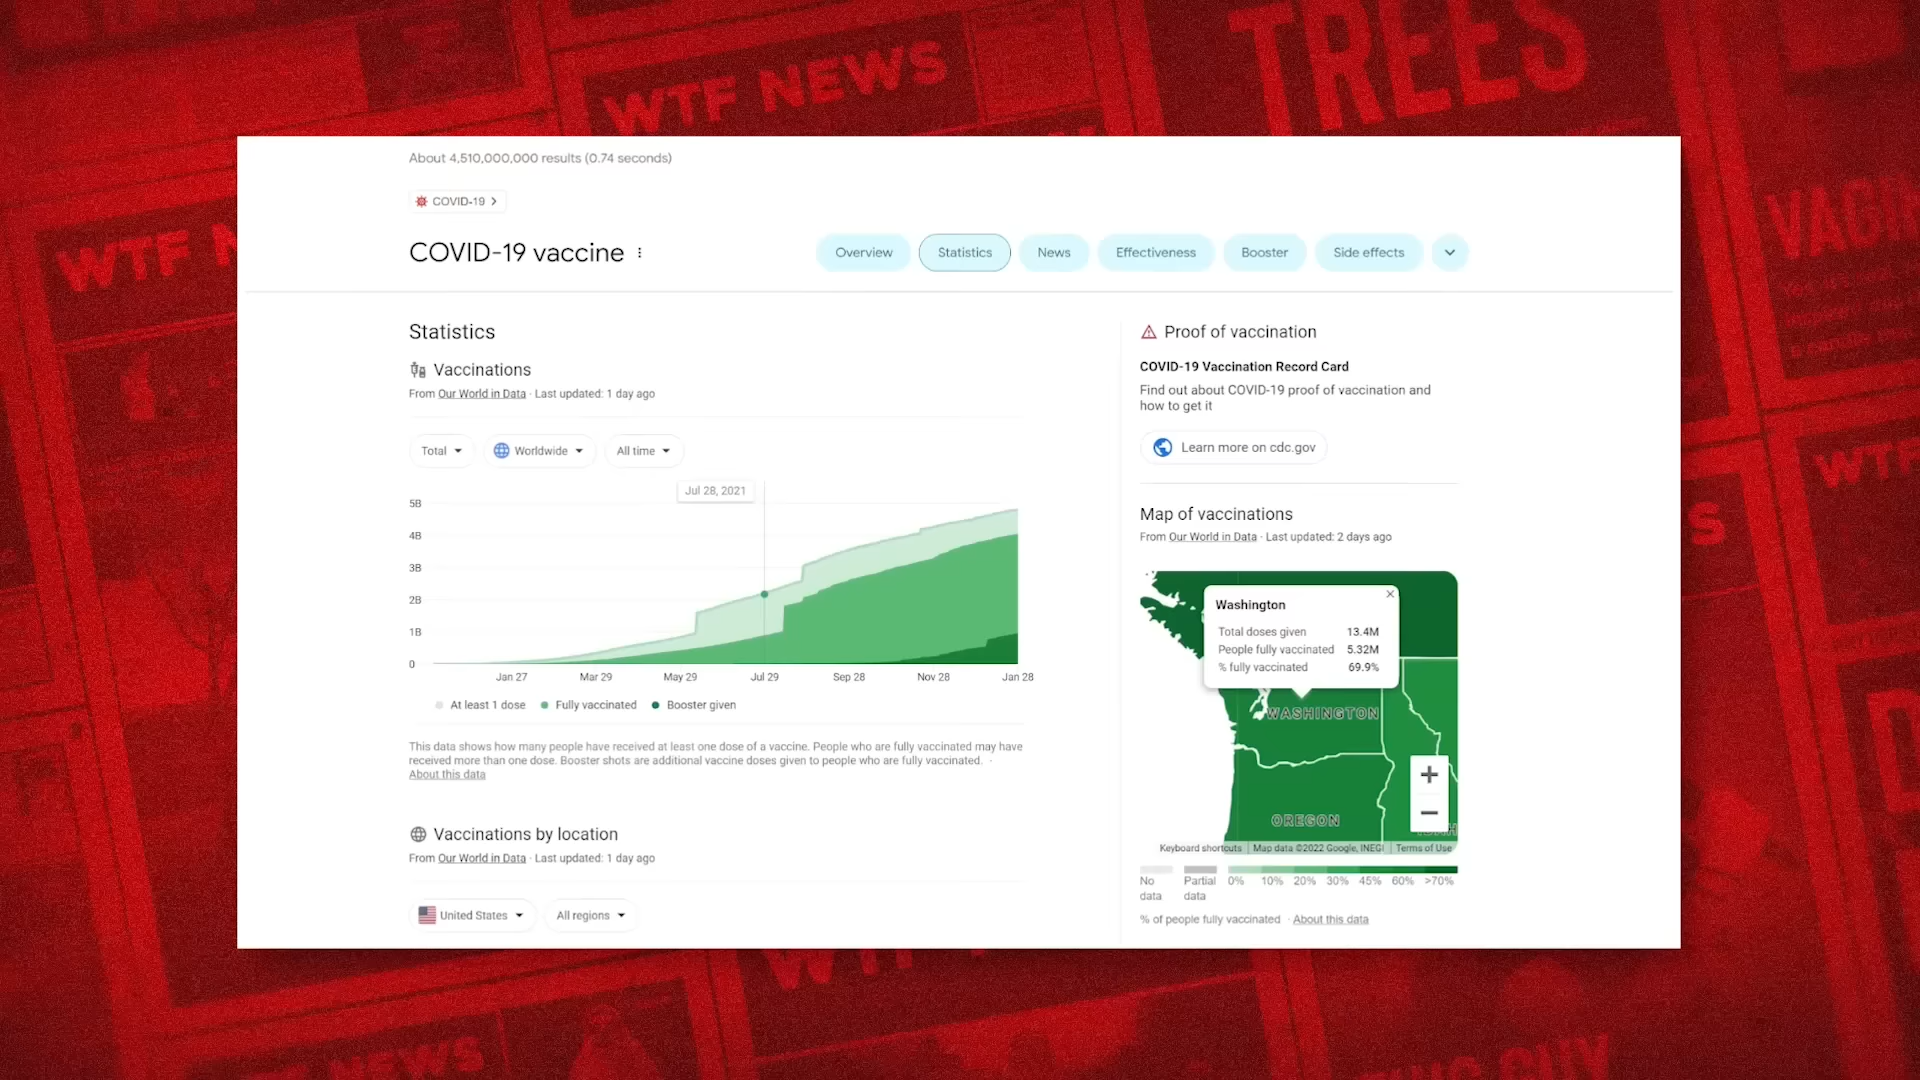 WTF NEWS
TREES
WTF N
VAGIN
WTF
S
WTF
WTF NEWS
THIS GUY
About 4,510,000,000 results (0.74 seconds)
COVID-19 >
COVID-19 vaccine
Overview
Statistics
News
Effectiveness
Booster
Side effects
Statistics
Vaccinations
From Our World in Data · Last updated: 1 day ago
Total
Worldwide
All time
Jul 28, 2021
5B
4B
3B
2B
1B
0
Jan 27 Mar 29 May 29 Jul 29 Sep 28 Nov 28 Jan 28
At least 1 dose Fully vaccinated Booster given
This data shows how many people have received at least one dose of a vaccine. People who are fully vaccinated may have
received more than one dose. Booster shots are additional vaccine doses given to people who are fully vaccinated. ·
About this data
Vaccinations by location
From Our World in Data · Last updated: 1 day ago
United States
All regions
Proof of vaccination
COVID-19 Vaccination Record Card
Find out about COVID-19 proof of vaccination and
how to get it
Learn more on cdc.gov
Map of vaccinations
From Our World in Data · Last updated: 2 days ago
Washington
Total doses given 13.4M
People fully vaccinated 5.32M
% fully vaccinated 69.9%
WASHINGTON
OREGON
Keyboard shortcuts Map data ©2022 Google, INEGI Terms of Use
No data
Partial data
0% 10% 20% 30% 45% 60% >70%
% of people fully vaccinated · About this data